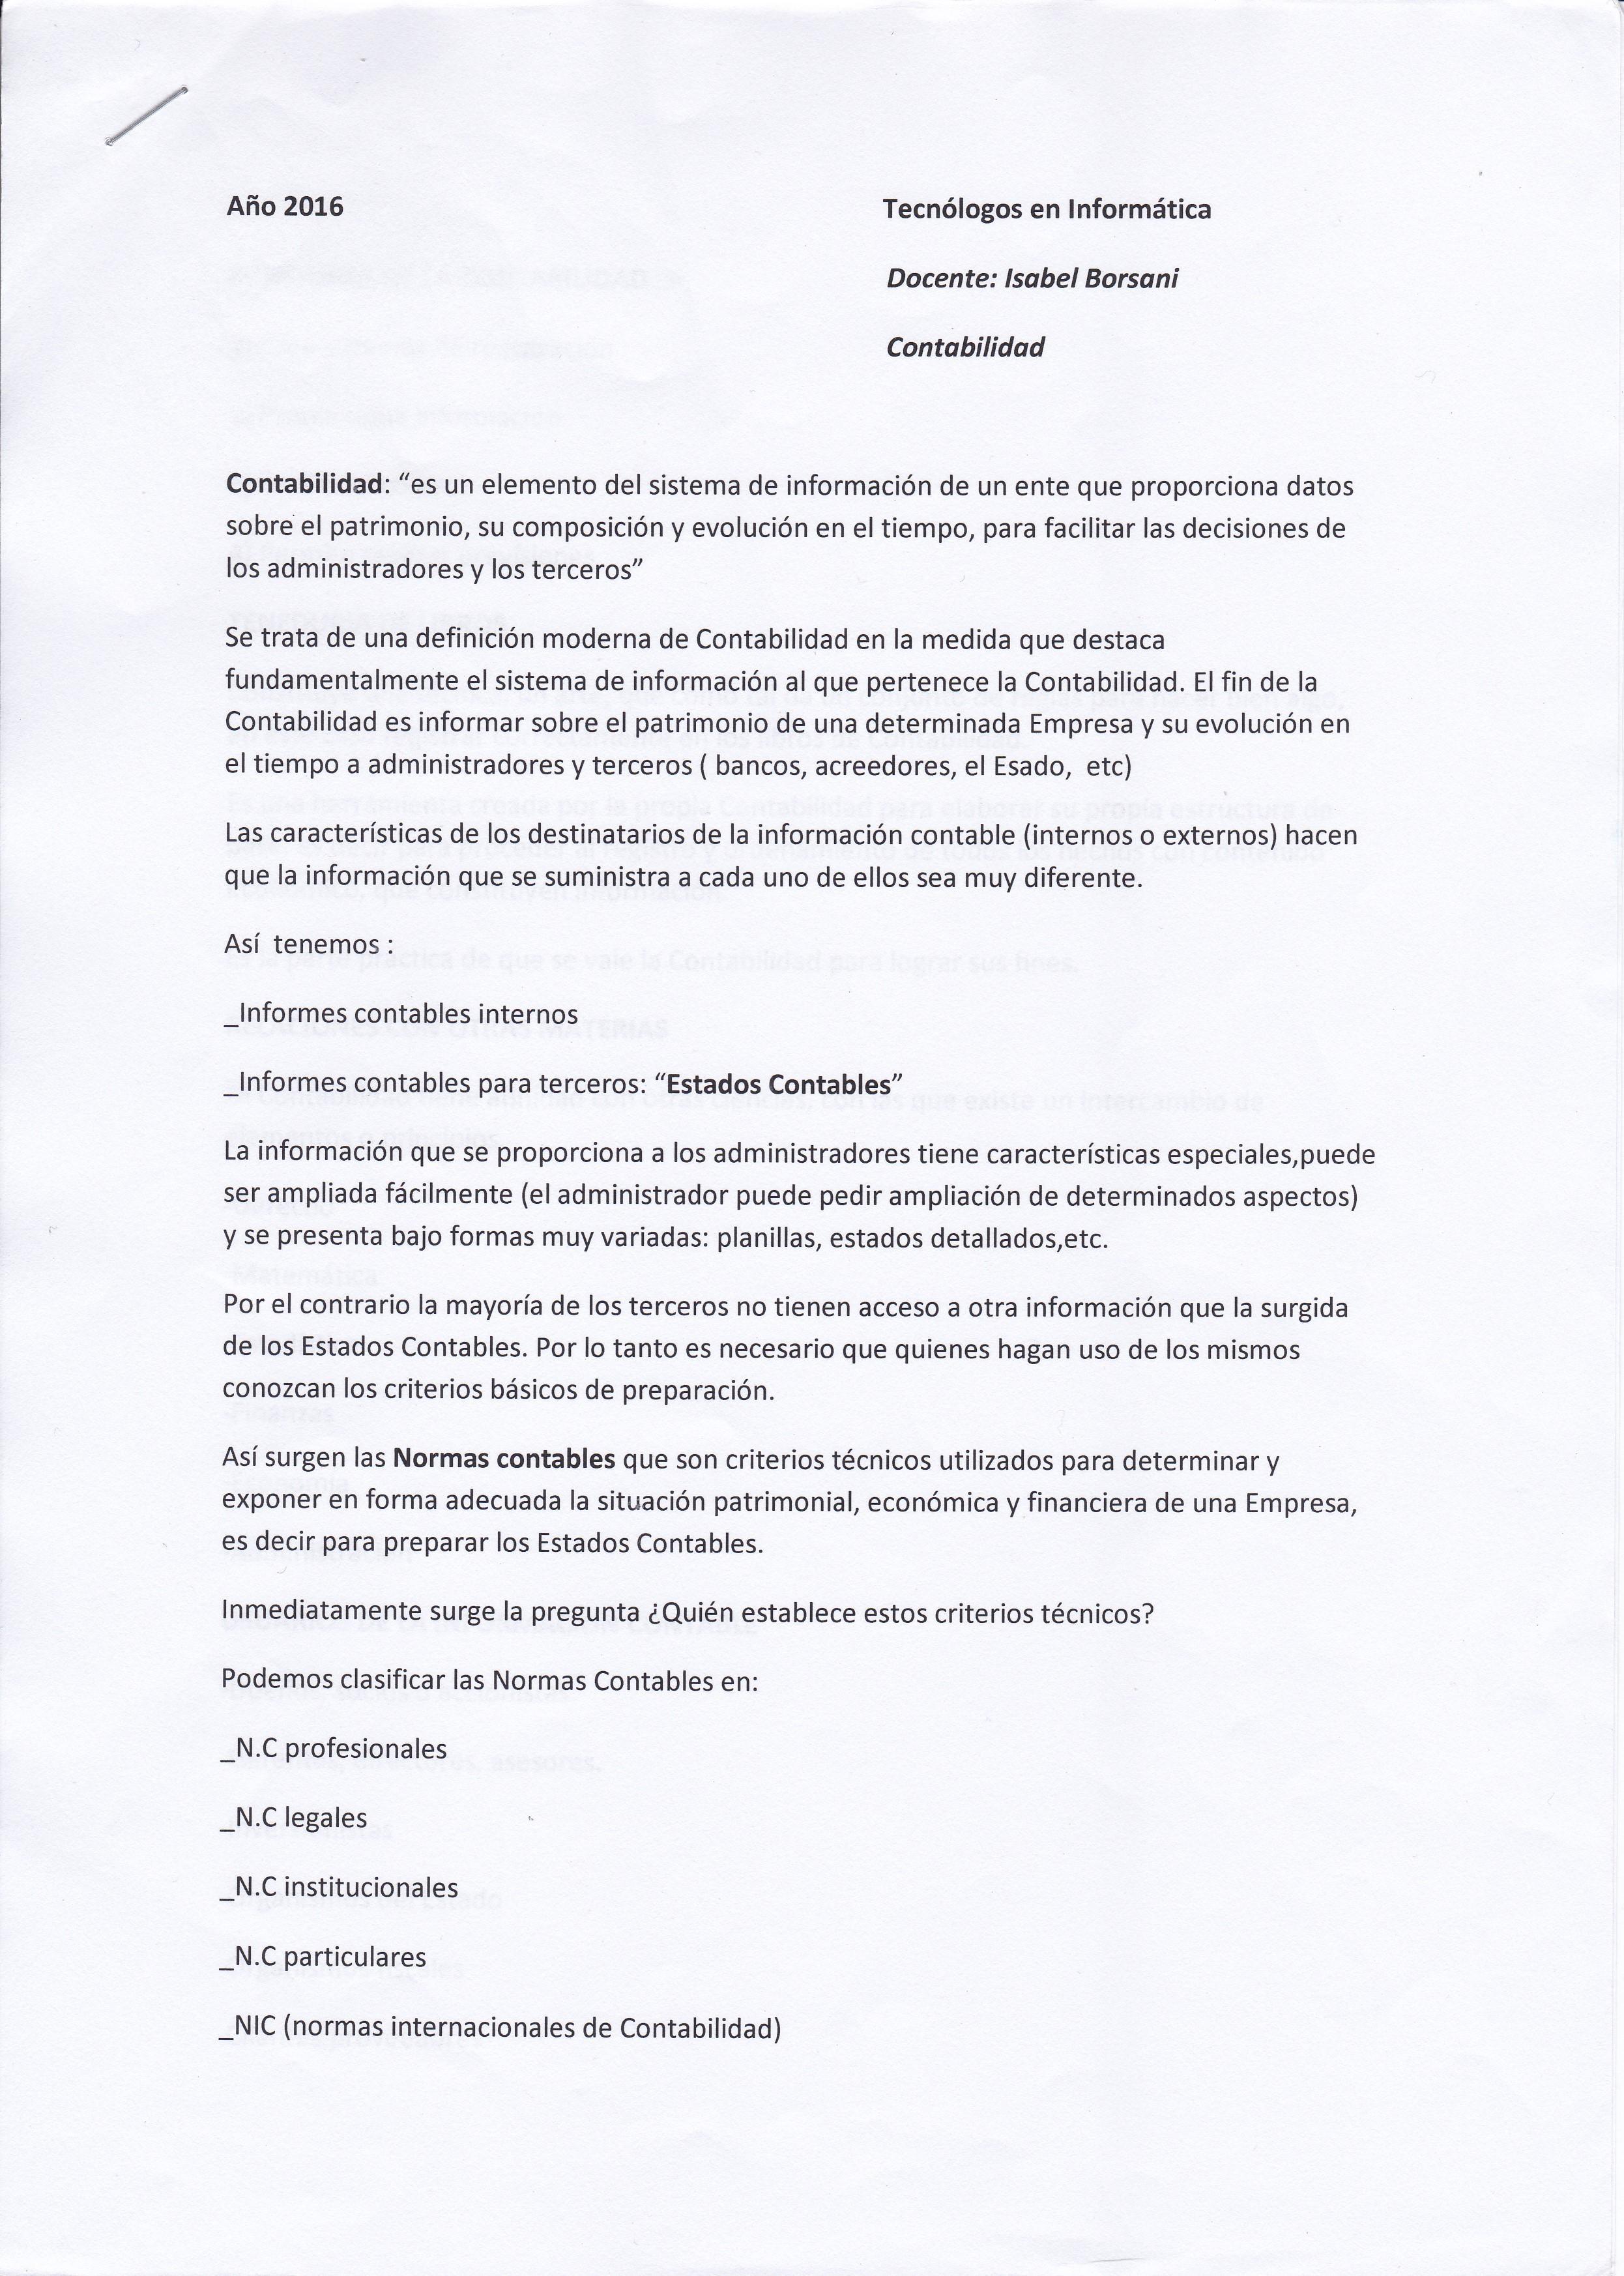 Año 2016
Tecnólogos en Informática
Docente: Isabel Borsani
Contabilidad
Contabilidad: “es un elemento del sistema de información de un ente que proporciona datos
sobre el patrimonio, su composición y evolución en el tiempo, para facilitar las decisiones de
los administradores y los terceros”
Se trata de una definición moderna de Contabilidad en la medida que destaca
fundamentalmente el sistema de información al que pertenece la Contabilidad. El fin de la
Contabilidad es informar sobre el patrimonio de una determinada Empresa y su evolución en
el tiempo a administradores y terceros ( bancos, acreedores, el Esado,  etc)
Las características de los destinatarios de la información contable (internos o externos) hacen
que la información que se suministra a cada uno de ellos sea muy diferente.
Así  tenemos :
_Informes contables internos
_Informes contables para terceros: “Estados Contables”
La información que se proporciona a los administradores tiene características especiales,puede
ser ampliada fácilmente (el administrador puede pedir ampliación de determinados aspectos)
y se presenta bajo formas muy variadas: planillas, estados detallados,etc.
Por el contrario la mayoría de los terceros no tienen acceso a otra información que la surgida
de los Estados Contables. Por lo tanto es necesario que quienes hagan uso de los mismos
conozcan los criterios básicos de preparación.
Así surgen las Normas contables que son criterios técnicos utilizados para determinar y
exponer en forma adecuada la situación patrimonial, económica y financiera de una Empresa,
es decir para preparar los Estados Contables.
Inmediatamente surge la pregunta ¿Quién establece estos criterios técnicos?
Podemos clasificar las Normas Contables en:
_N.C profesionales
_N.C legales
_N.C institucionales
_N.C particulares
_NIC (normas internacionales de Contabilidad)